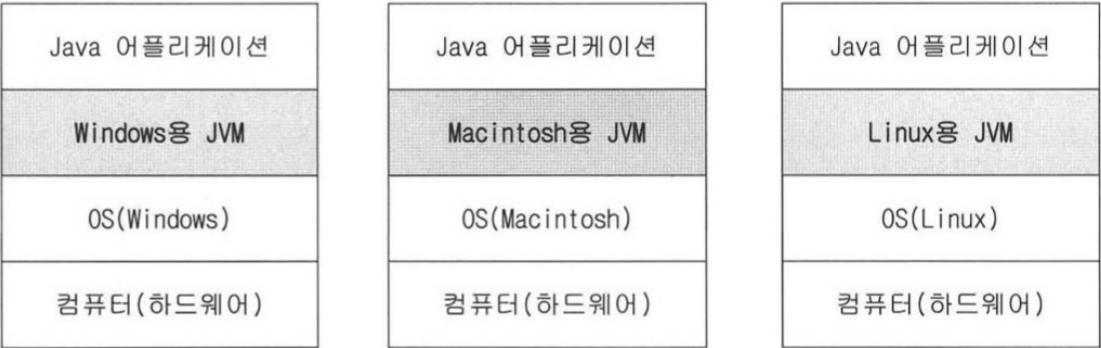 Java 어플리케이션
Windows용 JVM
OS(Windows)
컴퓨터(하드웨어)
Java 어플리케이션
Macintosh용 JVM
OS(Macintosh)
컴퓨터(하드웨어)
Java 어플리케이션
Linux용 JVM
OS(Linux)
컴퓨터(하드웨어)